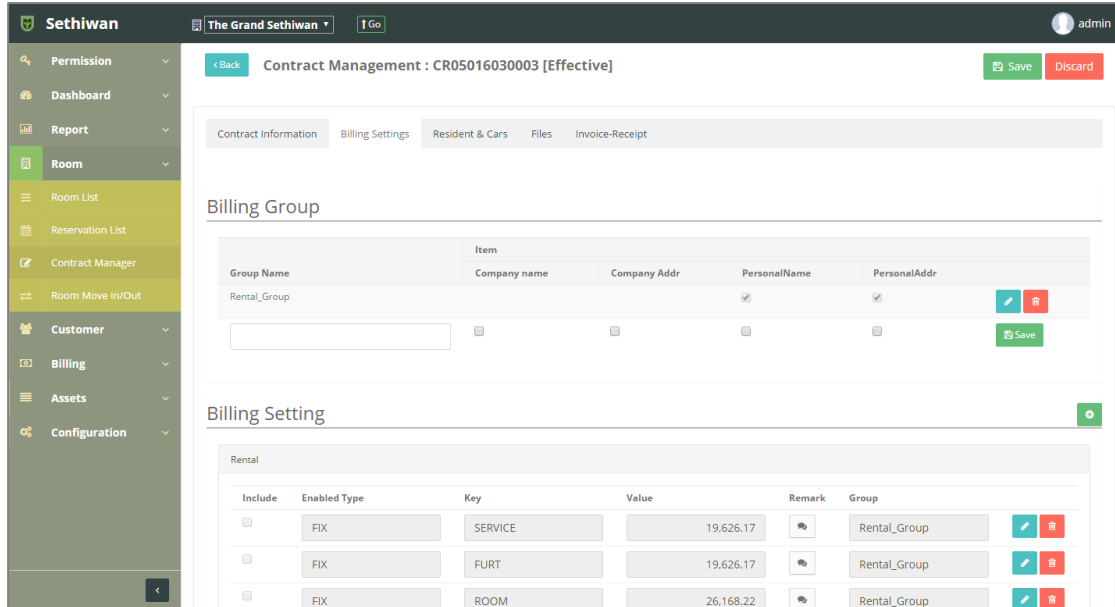 Sethiwan
The Grand Sethiwan
Go
admin
Permission
Dashboard
Report
Room
Room List
Reservation List
Contract Manager
Room Move In/Out
Customer
Billing
Assets
Configuration
Back
Contract Management : CR05016030003 [Effective]
Save
Discard
Contract Information
Billing Settings
Resident & Cars
Files
Invoice-Receipt
Billing Group
Item
Group Name
Company name
Company Addr
PersonalName
PersonalAddr
Rental_Group
Save
Billing Setting
Rental
Include
Enabled Type
Key
Value
Remark
Group
FIX
SERVICE
19,626.17
Rental_Group
FIX
FURT
19,626.17
Rental_Group
FIX
ROOM
26,168.22
Rental_Group